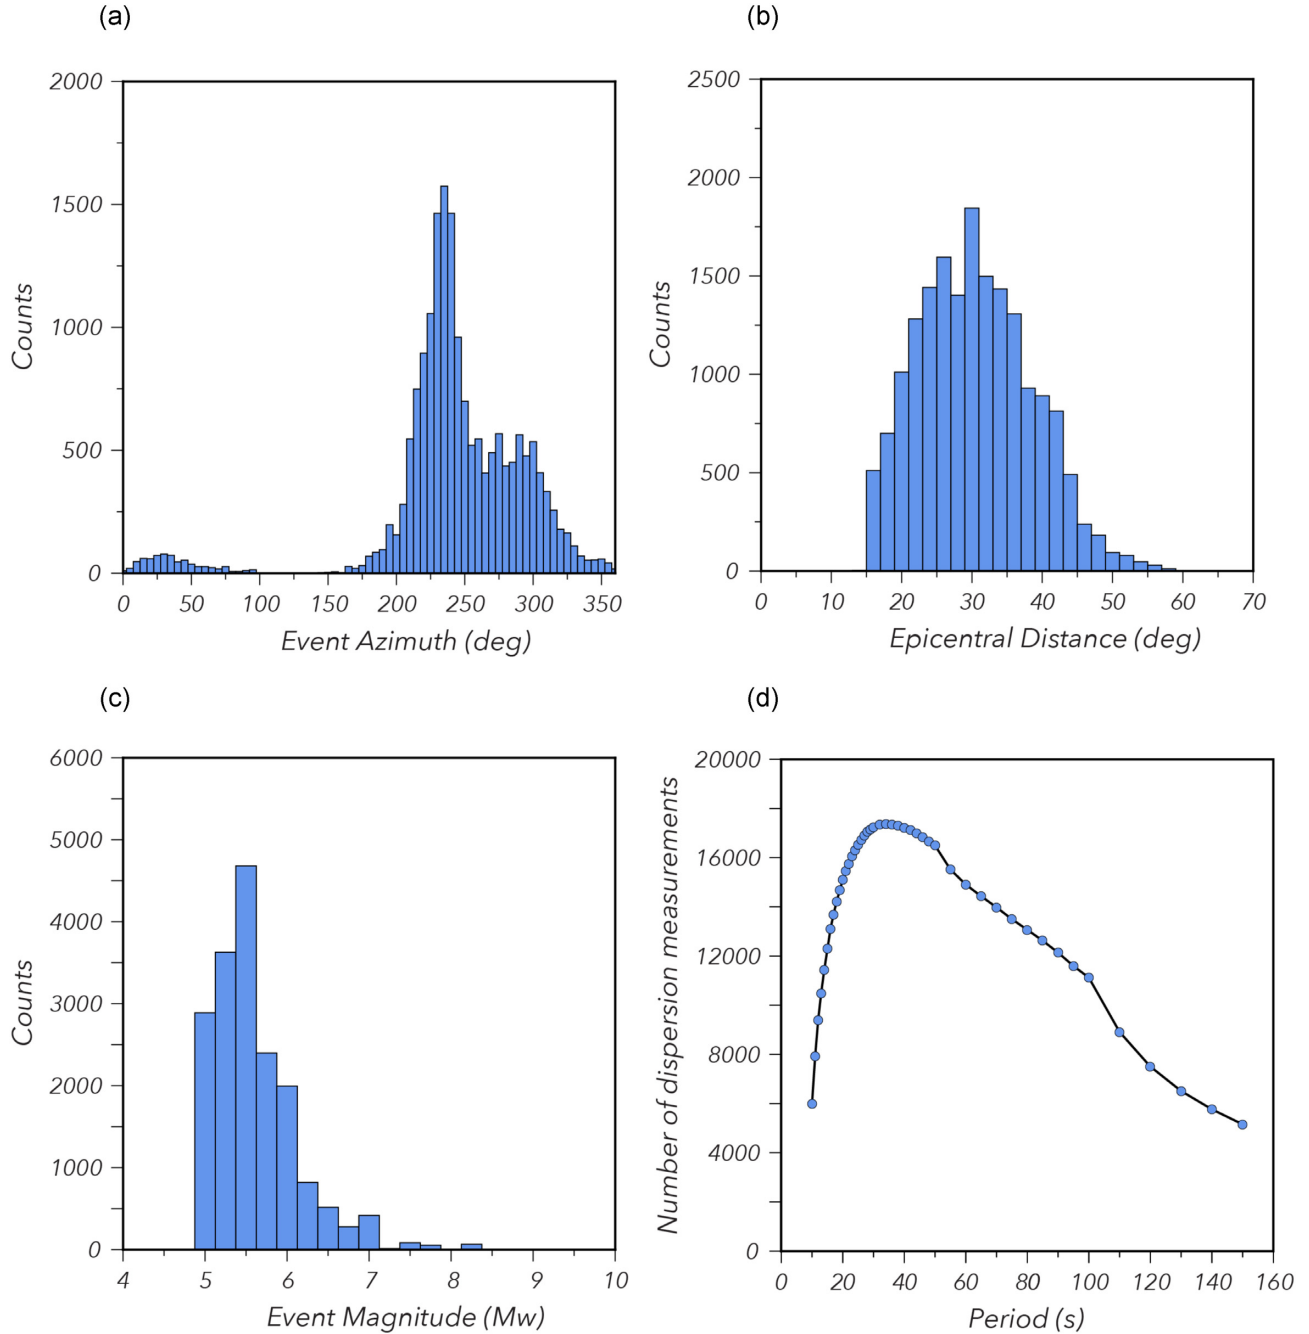 (a)
2000
1500
1000
500
0
Counts
0 50 100 150 200 250 300 350
Event Azimuth (deg)
(b)
2500
2000
1500
1000
500
0
Counts
0 10 20 30 40 50 60 70
Epicentral Distance (deg)
(c)
6000
5000
4000
3000
2000
1000
0
Counts
4 5 6 7 8 9 10
Event Magnitude (Mw)
(d)
20000
16000
12000
8000
4000
0
Number of dispersion measurements
0 20 40 60 80 100 120 140 160
Period (s)